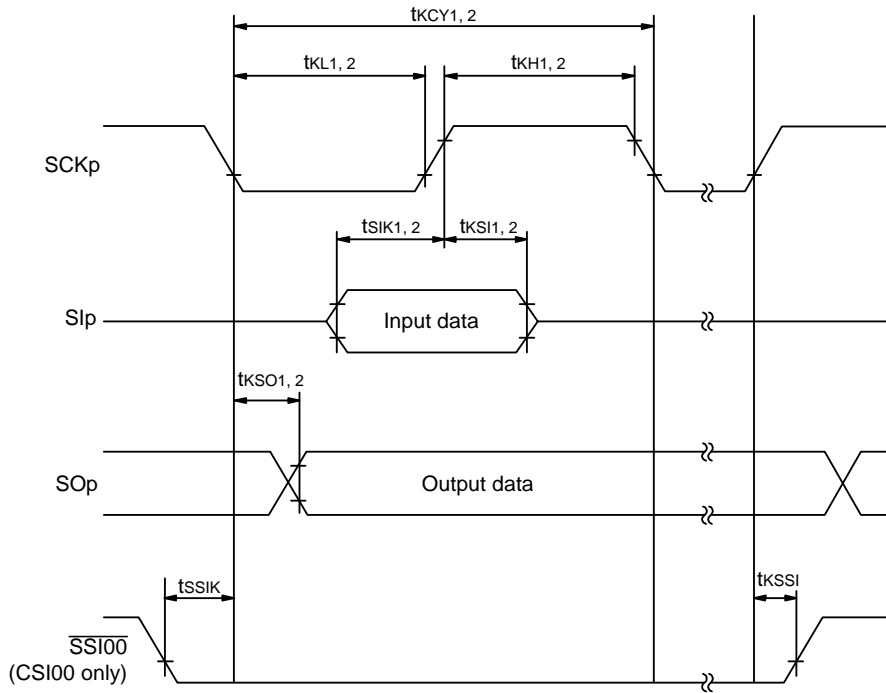 tKCY1, 2
tKL1, 2
tKH1, 2
SCKp
tSIK1, 2
tKSI1, 2
SIp
Input data
tKSO1, 2
SOp
Output data
tSSIK
tKSSI
SSI00
(CSI00 only)